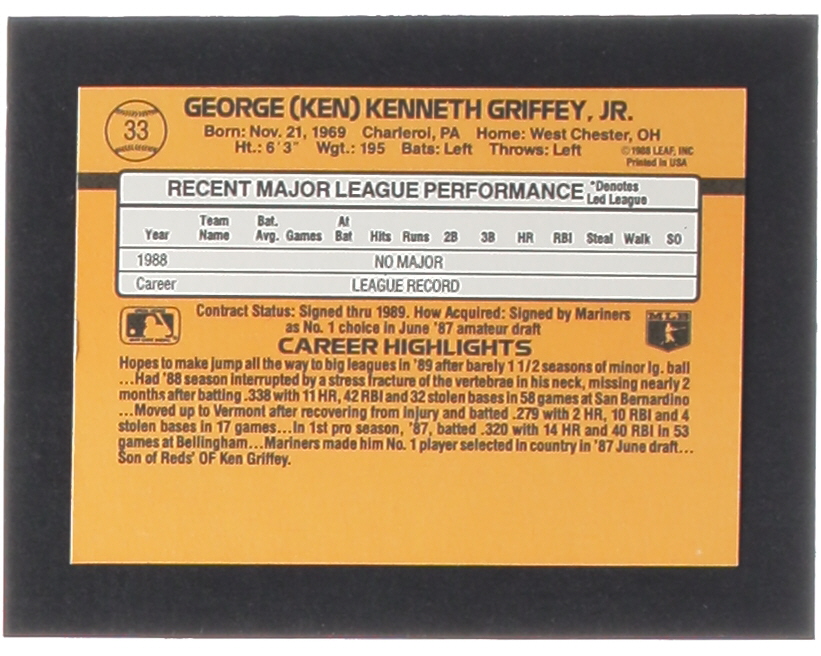 33
GEORGE (KEN) KENNETH GRIFFEY, JR.
Born: Nov. 21, 1969 Charleroi, PA Home: West Chester, OH
Ht.: 6'3" Wgt.: 195 Bats: Left Throws: Left
©1988 LEAF, INC
Printed in USA
RECENT MAJOR LEAGUE PERFORMANCE *Denotes
Led League
Year Team Name Bat. Avg. Games At Bat Hits Runs 2B 3B HR RBI Steal Walk SO
1988 NO MAJOR
Career LEAGUE RECORD
Contract Status: Signed thru 1989. How Acquired: Signed by Mariners
as No. 1 choice in June '87 amateur draft
MLB
CAREER HIGHLIGHTS
Hopes to make jump all the way to big leagues in '89 after barely 1 1/2 seasons of minor lg. ball
...Had '88 season interrupted by a stress fracture of the vertebrae in his neck, missing nearly 2
months after batting .338 with 11 HR, 42 RBI and 32 stolen bases in 58 games at San Bernardino
...Moved up to Vermont after recovering from injury and batted .279 with 2 HR, 10 RBI and 4
stolen bases in 17 games...In 1st pro season, '87, batted .320 with 14 HR and 40 RBI in 53
games at Bellingham...Mariners made him No. 1 player selected in country in '87 June draft...
Son of Reds' OF Ken Griffey.